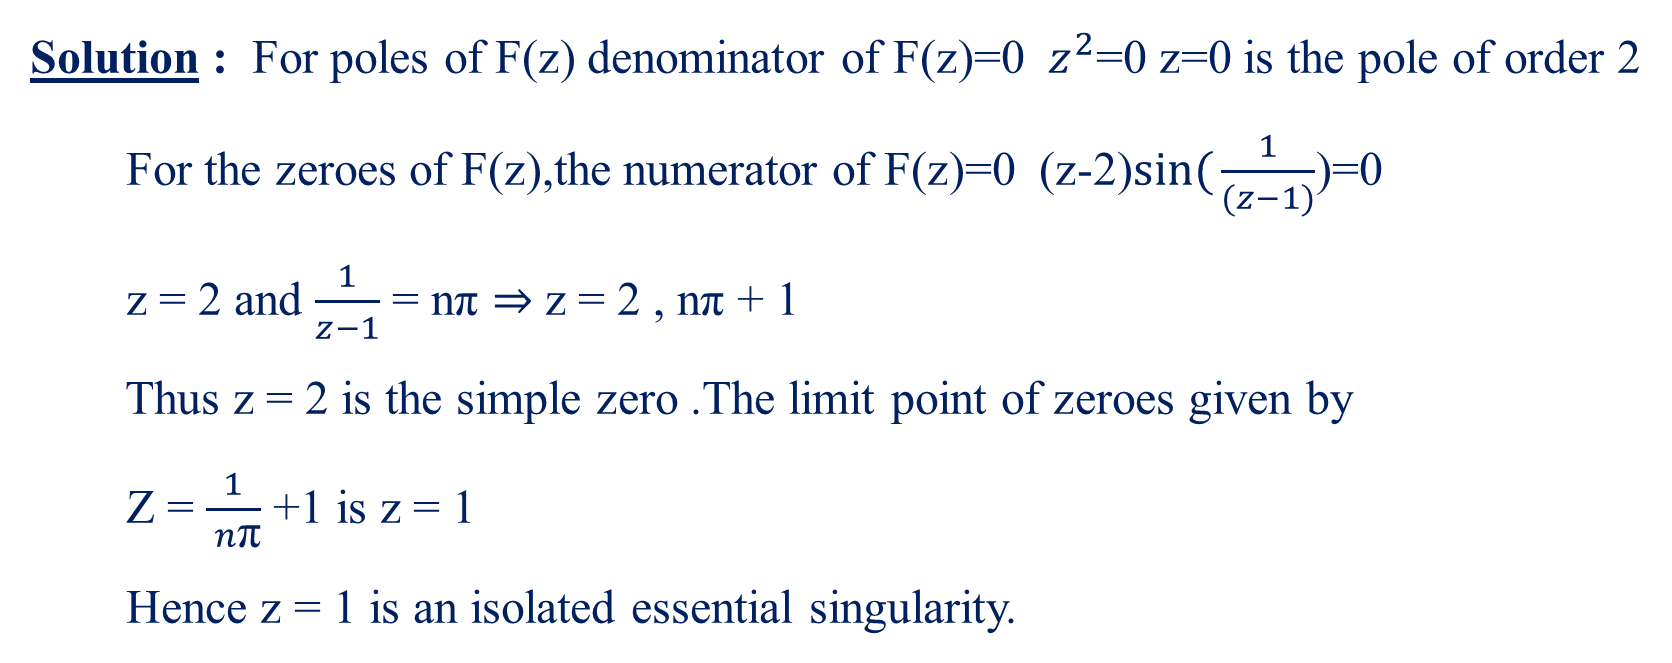 Solution : For poles of F(z) denominator of F(z)=0 z²=0 z=0 is the pole of order 2
For the zeroes of F(z),the numerator of F(z)=0 (z-2)sin(1/(z−1))=0
z = 2 and 1/z−1 = nπ ⇒ z = 2 , nπ + 1
Thus z = 2 is the simple zero .The limit point of zeroes given by
Z = 1/nπ +1 is z = 1
Hence z = 1 is an isolated essential singularity.